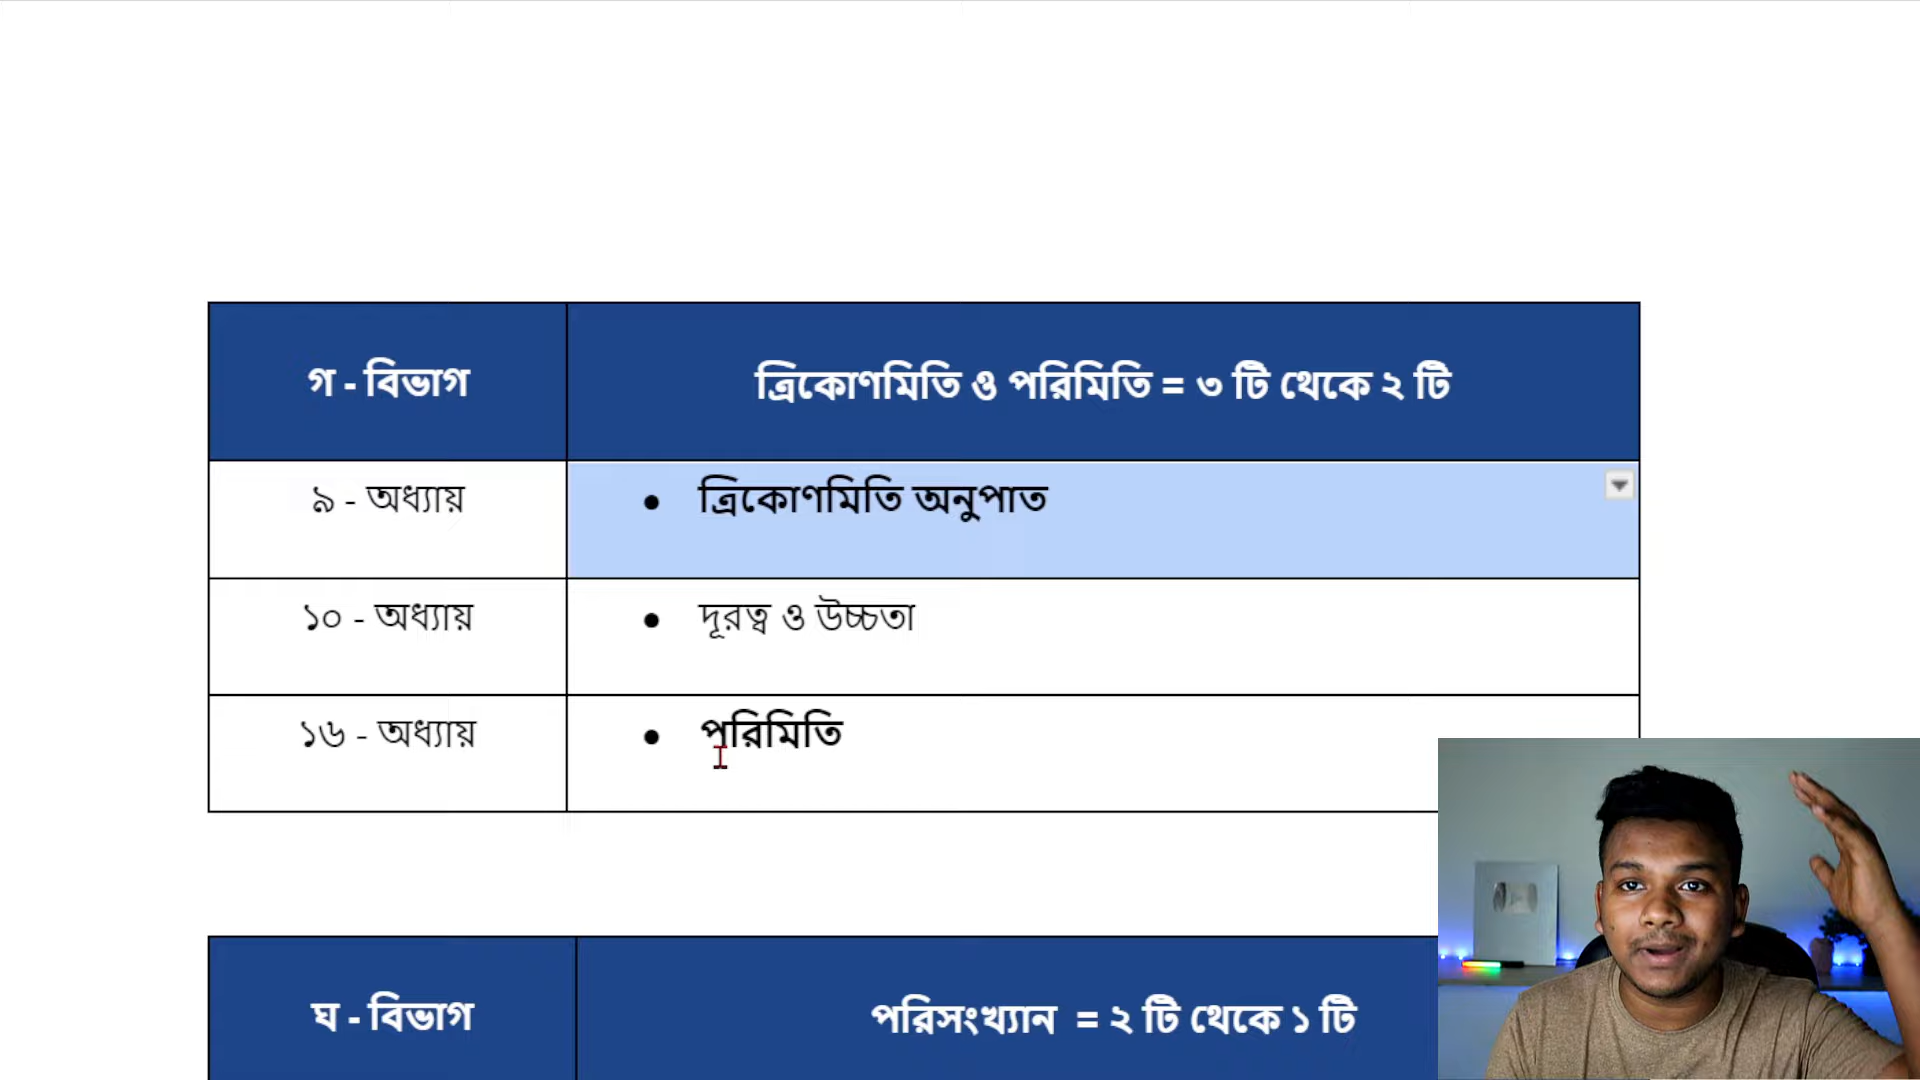 গ - বিভাগ
ত্রিকোণমিতি ও পরিমিতি = ৩ টি থেকে ২ টি
৯ - অধ্যায়
• ত্রিকোণমিতি অনুপাত
১০ - অধ্যায়
• দূরত্ব ও উচ্চতা
১৬ - অধ্যায়
• পরিমিতি
ঘ - বিভাগ
পরিসংখ্যান = ২ টি থেকে ১ টি